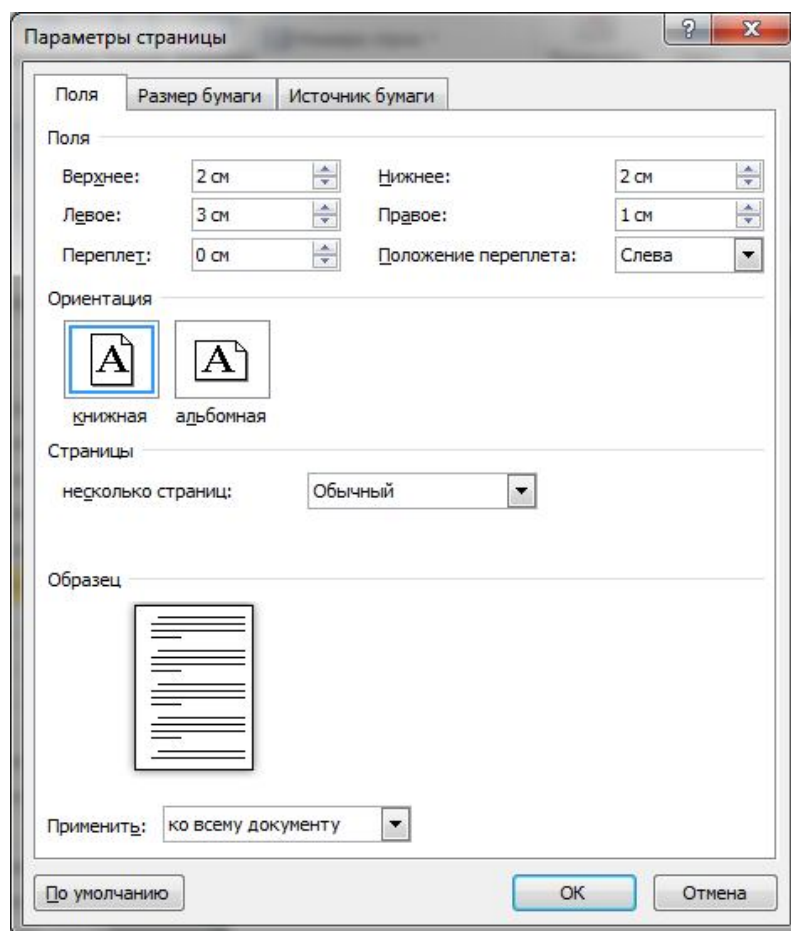 Параметры страницы
Поля Размер бумаги Источник бумаги
Поля
Верхнее: 2 см Нижнее: 2 см
Левое: 3 см Правое: 1 см
Переплет: 0 см Положение переплета: Слева
Ориентация
A A
книжная альбомная
Страницы
несколько страниц: Обычный
Образец
Применить: ко всему документу
По умолчанию ОК Отмена